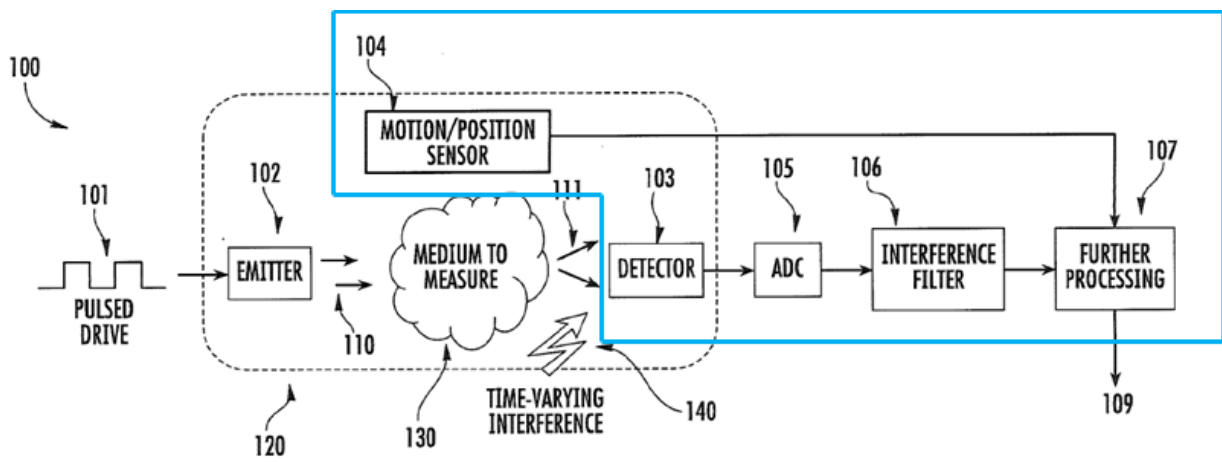 100
104
MOTION/POSITION
SENSOR
101
102
111
103
105
106
107
PULSED
DRIVE
EMITTER
110
MEDIUM TO
MEASURE
DETECTOR
ADC
INTERFERENCE
FILTER
FURTHER
PROCESSING
120
130
TIME-VARYING
INTERFERENCE
140
109